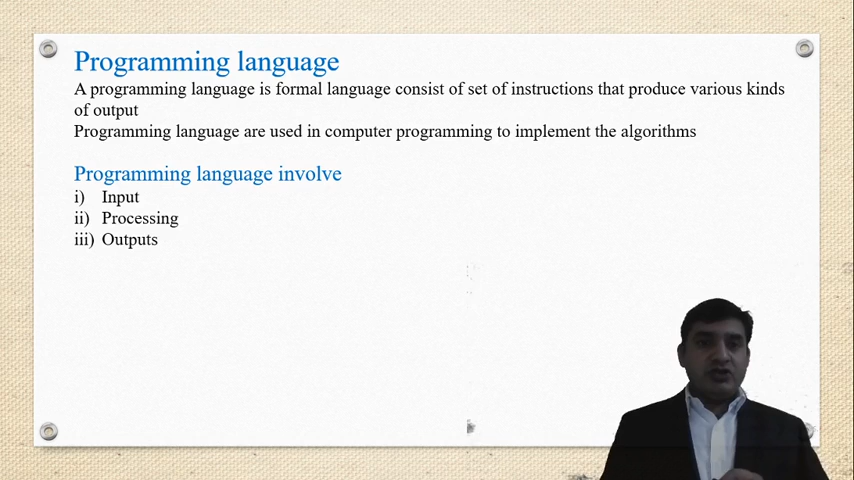 Programming language
A programming language is formal language consist of set of instructions that produce various kinds
of output
Programming language are used in computer programming to implement the algorithms
Programming language involve
i) Input
ii) Processing
iii) Outputs